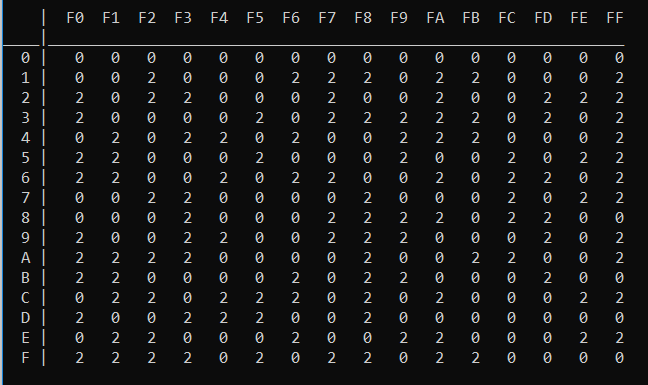 | F0 F1 F2 F3 F4 F5 F6 F7 F8 F9 FA FB FC FD FE FF
____|________________________________________________
0 | 0 0 0 0 0 0 0 0 0 0 0 0 0 0 0 0
1 | 0 0 2 0 0 0 2 2 2 0 2 2 0 0 0 2
2 | 2 0 2 2 0 0 0 2 0 0 2 0 0 2 2 2
3 | 2 0 0 0 0 2 0 2 2 2 2 2 0 0 0 2
4 | 0 2 0 2 2 0 2 0 0 2 2 2 0 0 0 2
5 | 2 2 0 0 0 2 0 0 0 2 0 0 2 0 2 2
6 | 2 2 0 0 2 0 2 2 0 0 2 0 2 2 0 2
7 | 0 0 2 2 0 0 0 0 2 0 0 0 2 0 2 2
8 | 0 0 0 2 0 0 0 2 2 2 2 0 2 2 0 0
9 | 2 0 0 2 2 0 0 2 2 2 0 0 0 2 0 2
A | 2 2 2 2 0 0 2 0 2 0 0 2 2 0 0 2
B | 2 2 0 0 0 0 2 0 2 2 0 0 0 2 0 0
C | 0 2 2 0 2 2 2 0 2 0 2 0 0 0 2 2
D | 2 0 0 2 2 2 0 0 2 0 0 0 0 0 0 0
E | 0 2 2 0 0 0 2 0 0 2 2 0 0 0 2 2
F | 2 2 2 2 0 2 0 2 2 0 2 2 0 0 0 0